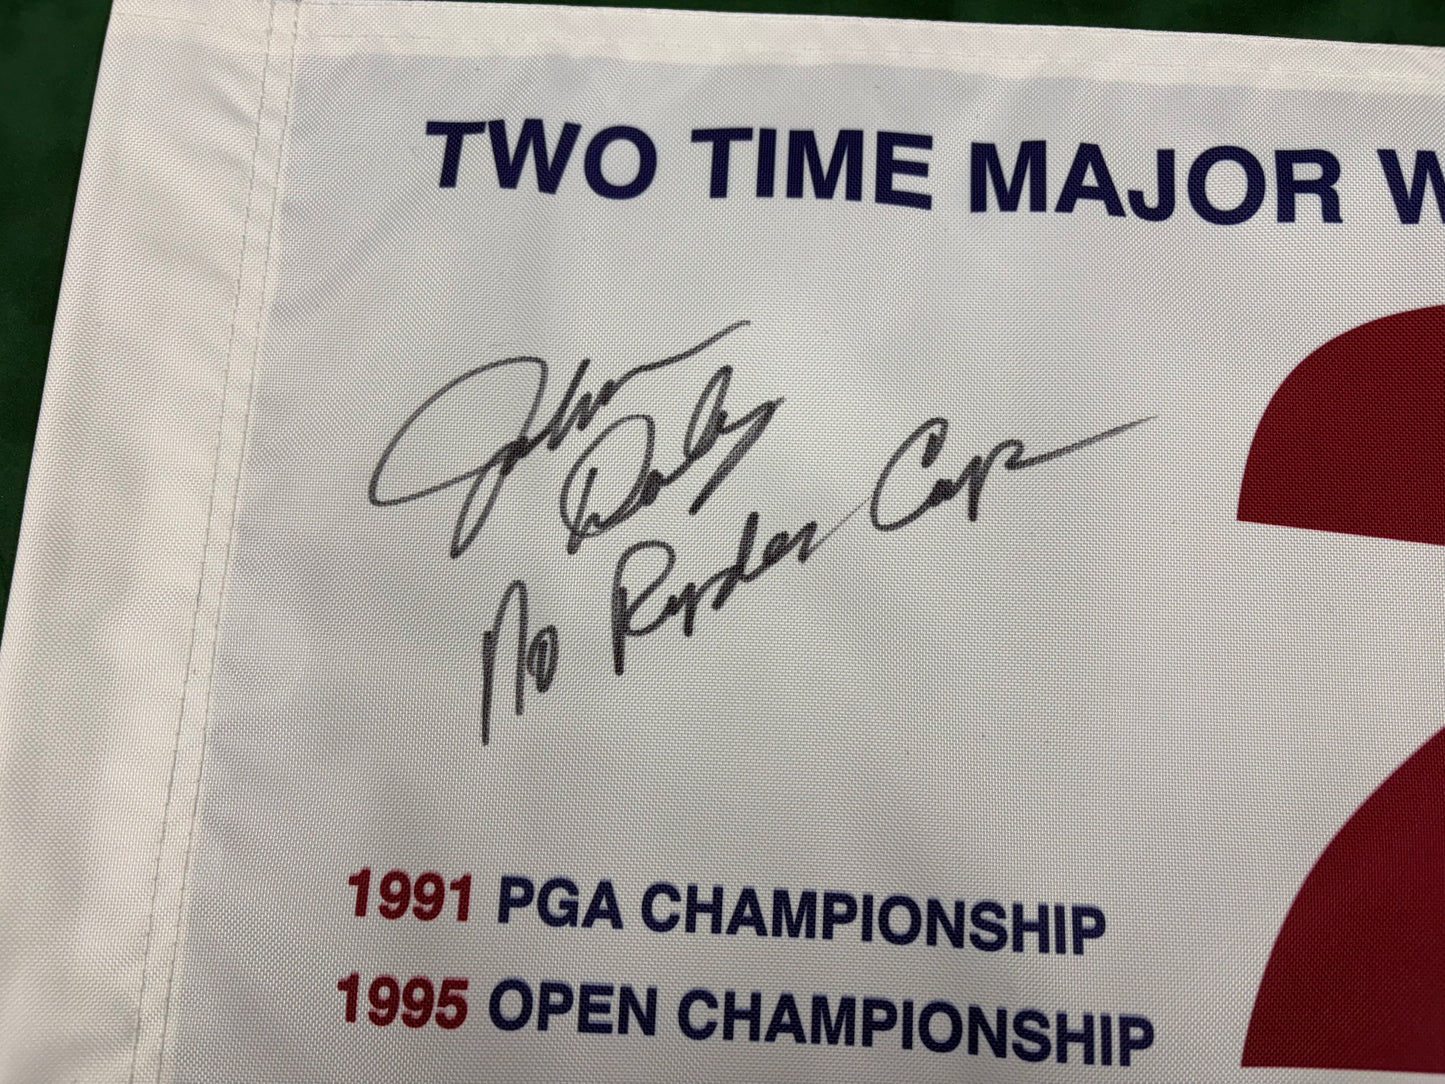 TWO TIME MAJOR W
John
Daly
No Ryder Cup
1991 PGA CHAMPIONSHIP
1995 OPEN CHAMPIONSHIP